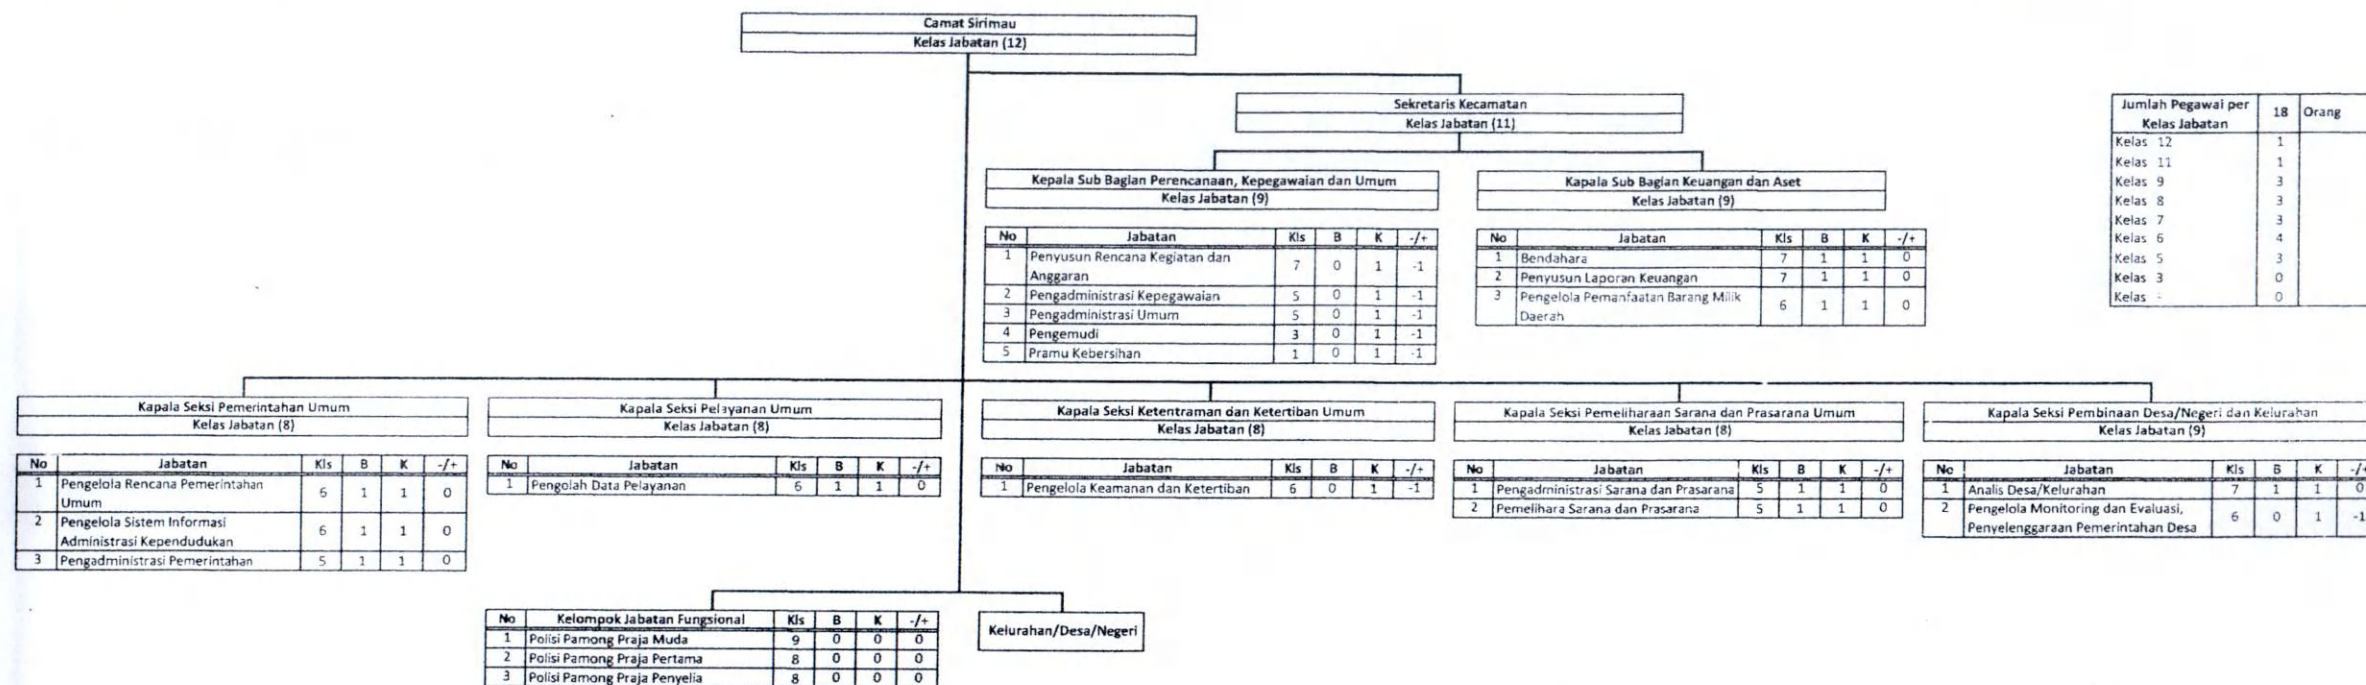 Camat Sirimau
Kelas Jabatan (12)
Sekretaris Kecamatan
Kelas Jabatan (11)
Jumlah Pegawai per Kelas Jabatan 18 Orang
Kelas 12 1
Kelas 11 1
Kelas 9 3
Kelas 8 3
Kelas 7 3
Kelas 6 4
Kelas 5 3
Kelas 3 0
Kelas - 0
Kepala Sub Bagian Perencanaan, Kepegawaian dan Umum
Kelas Jabatan (9)
No Jabatan Kls B K -/+
1 Penyusun Rencana Kegiatan dan
Anggaran 7 0 1 -1
2 Pengadministrasi Kepegawaian 5 0 1 -1
3 Pengadministrasi Umum 5 0 1 -1
4 Pengemudi 3 0 1 -1
5 Pramu Kebersihan 1 0 1 -1
Kapala Sub Bagian Keuangan dan Aset
Kelas Jabatan (9)
No Jabatan Kls B K -/+
1 Bendahara 7 1 1 0
2 Penyusun Laporan Keuangan 7 1 1 0
3 Pengelola Pemanfaatan Barang Milik
Daerah 6 1 1 0
Kapala Seksi Pemerintahan Umum
Kelas Jabatan (8)
No Jabatan Kls B K -/+
1 Pengelola Rencana Pemerintahan
Umum 6 1 1 0
2 Pengelola Sistem Informasi
Administrasi Kependudukan 6 1 1 0
3 Pengadministrasi Pemerintahan 5 1 1 0
Kapala Seksi Pelayanan Umum
Kelas Jabatan (8)
No Jabatan Kls B K -/+
1 Pengolah Data Pelayanan 6 1 1 0
Kapala Seksi Ketentraman dan Ketertiban Umum
Kelas Jabatan (8)
No Jabatan Kls B K -/+
1 Pengelola Keamanan dan Ketertiban 6 0 1 -1
Kapala Seksi Pemeliharaan Sarana dan Prasarana Umum
Kelas Jabatan (8)
No Jabatan Kls B K -/+
1 Pengadministrasi Sarana dan Prasarana 5 1 1 0
2 Pemelihara Sarana dan Prasarana 5 1 1 0
Kapala Seksi Pembinaan Desa/Negeri dan Kelurahan
Kelas Jabatan (9)
No Jabatan Kls B K -/+
1 Analis Desa/Kelurahan 7 1 1 0
2 Pengelola Monitoring dan Evaluasi,
Penyelenggaraan Pemerintahan Desa 6 0 1 -1
No Kelompok Jabatan Fungsional Kls B K -/+
1 Polisi Pamong Praja Muda 9 0 0 0
2 Polisi Pamong Praja Pertama 8 0 0 0
3 Polisi Pamong Praja Penyelia 8 0 0 0
Kelurahan/Desa/Negeri